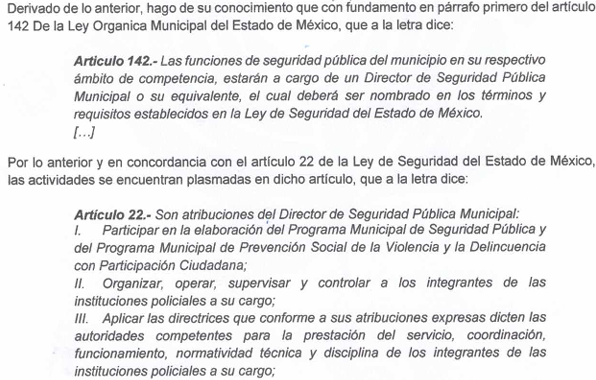 Derivado de lo anterior, hago de su conocimiento que con fundamento en párrafo primero del artículo
142 De la Ley Organica Municipal del Estado de México, que a la letra dice:
Articulo 142.- Las funciones de seguridad pública del municipio en su respectivo
ámbito de competencia, estarán a cargo de un Director de Seguridad Pública
Municipal o su equivalente, el cual deberá ser nombrado en los términos y
requisitos establecidos en la Ley de Seguridad del Estado de México.
[...]
Por lo anterior y en concordancia con el artículo 22 de la Ley de Seguridad del Estado de México,
las actividades se encuentran plasmadas en dicho artículo, que a la letra dice:
Artículo 22.- Son atribuciones del Director de Seguridad Pública Municipal:
I. Participar en la elaboración del Programa Municipal de Seguridad Pública y
del Programa Municipal de Prevención Social de la Violencia y la Delincuencia
con Participación Ciudadana;
II. Organizar, operar, supervisar y controlar a los integrantes de las
instituciones policiales a su cargo;
III. Aplicar las directrices que conforme a sus atribuciones expresas dicten las
autoridades competentes para la prestación del servicio, coordinación,
funcionamiento, normatividad técnica y disciplina de los integrantes de las
instituciones policiales a su cargo;